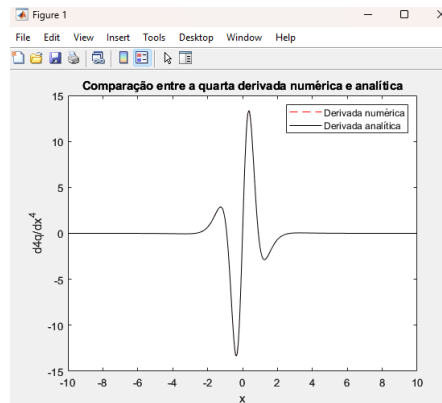 Figure 1
File Edit View Insert Tools Desktop Window Help
Comparação entre a quarta derivada numérica e analítica
Derivada numérica
Derivada analítica
15
10
5
0
-5
-10
-15
d4q/dx⁴
-10 -8 -6 -4 -2 0 2 4 6 8 10
x